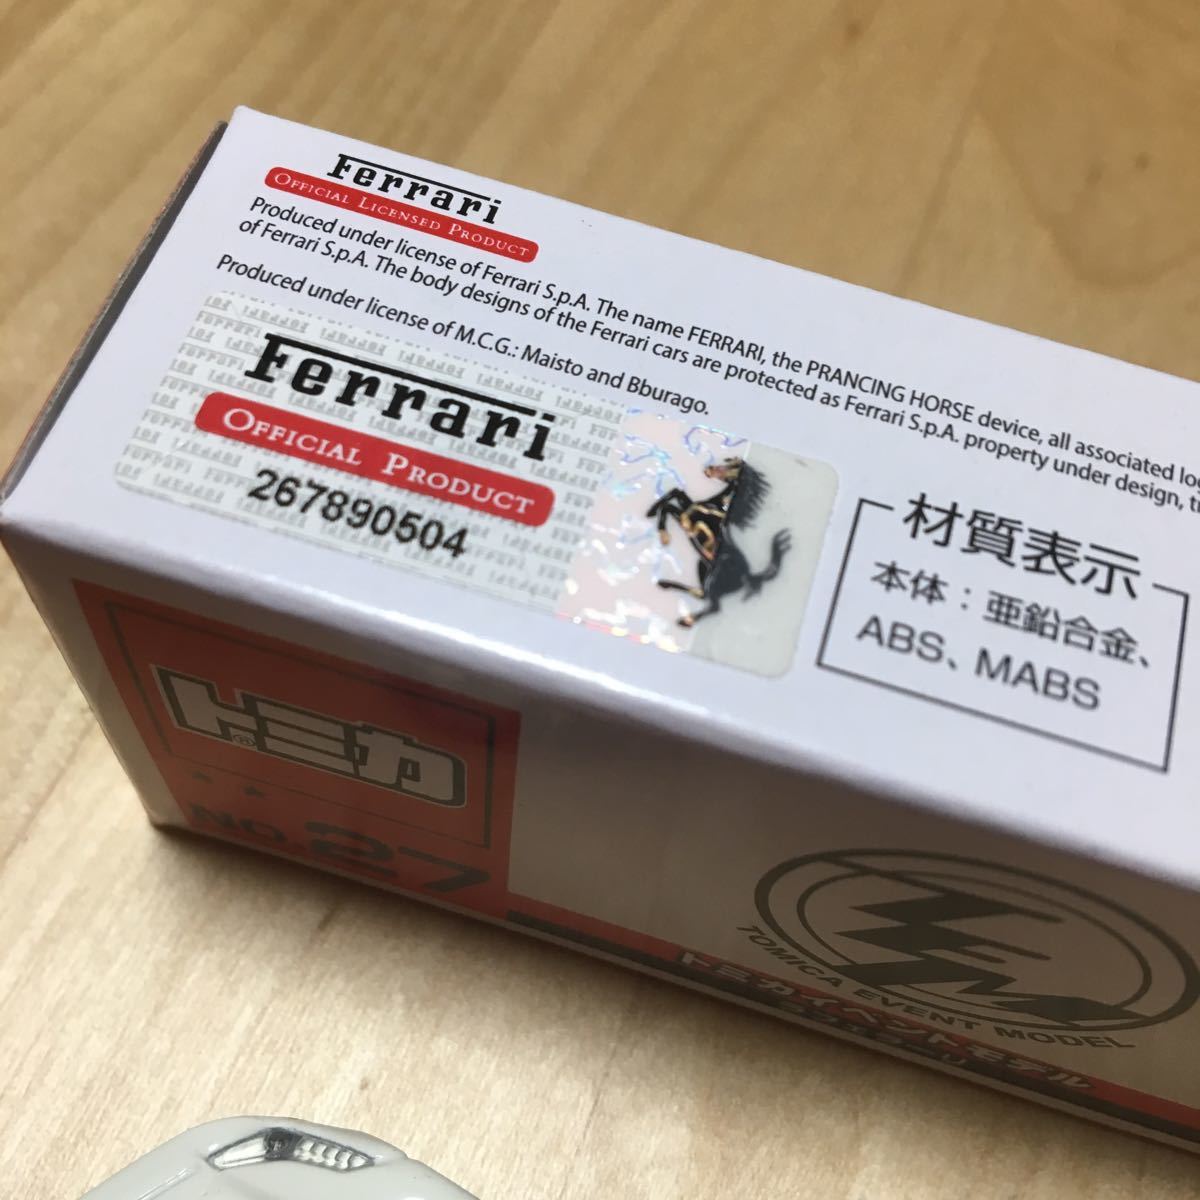 Ferrari
OFFICIAL LICENSED PRODUCT
Produced under license of Ferrari S.p.A. The name FERRARI, the PRANCING HORSE device, all associated log
of Ferrari S.p.A. The body designs of the Ferrari cars are protected as Ferrari S.p.A. property under design, t
Produced under license of M.C.G.: Maisto and Bburago.
Ferrari
OFFICIAL PRODUCT
267890504
材質表示
本体：亜鉛合金、
ABS、MABS
トミカ®
NO.27
TEM
TOMICA EVENT MODEL
トミカイベントモデル